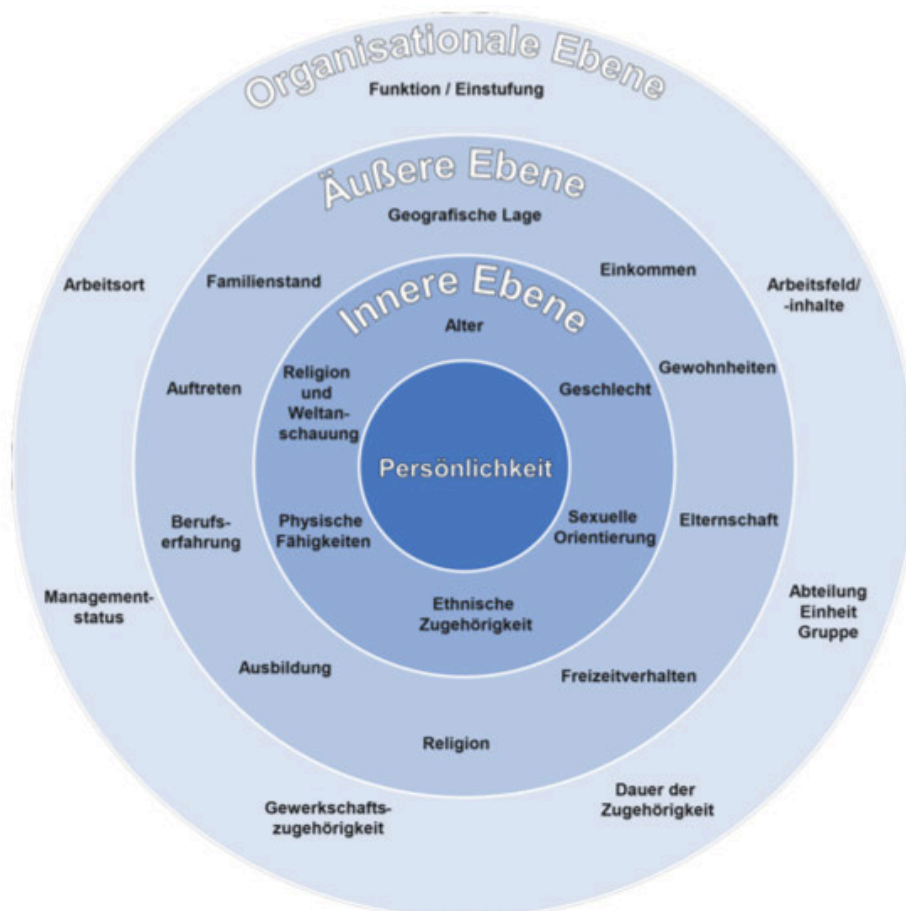 Organisationale Ebene
Funktion / Einstufung
Äußere Ebene
Geografische Lage
Arbeitsort
Familienstand
Einkommen
Arbeitsfeld/
-inhalte
Innere Ebene
Alter
Auftreten
Religion
und
Weltan-
schauung
Geschlecht
Gewohnheiten
Persönlichkeit
Berufs-
erfahrung
Physische
Fähigkeiten
Sexuelle
Orientierung
Elternschaft
Management-
status
Ethnische
Zugehörigkeit
Abteilung
Einheit
Gruppe
Ausbildung
Freizeitverhalten
Religion
Gewerkschafts-
zugehörigkeit
Dauer der
Zugehörigkeit